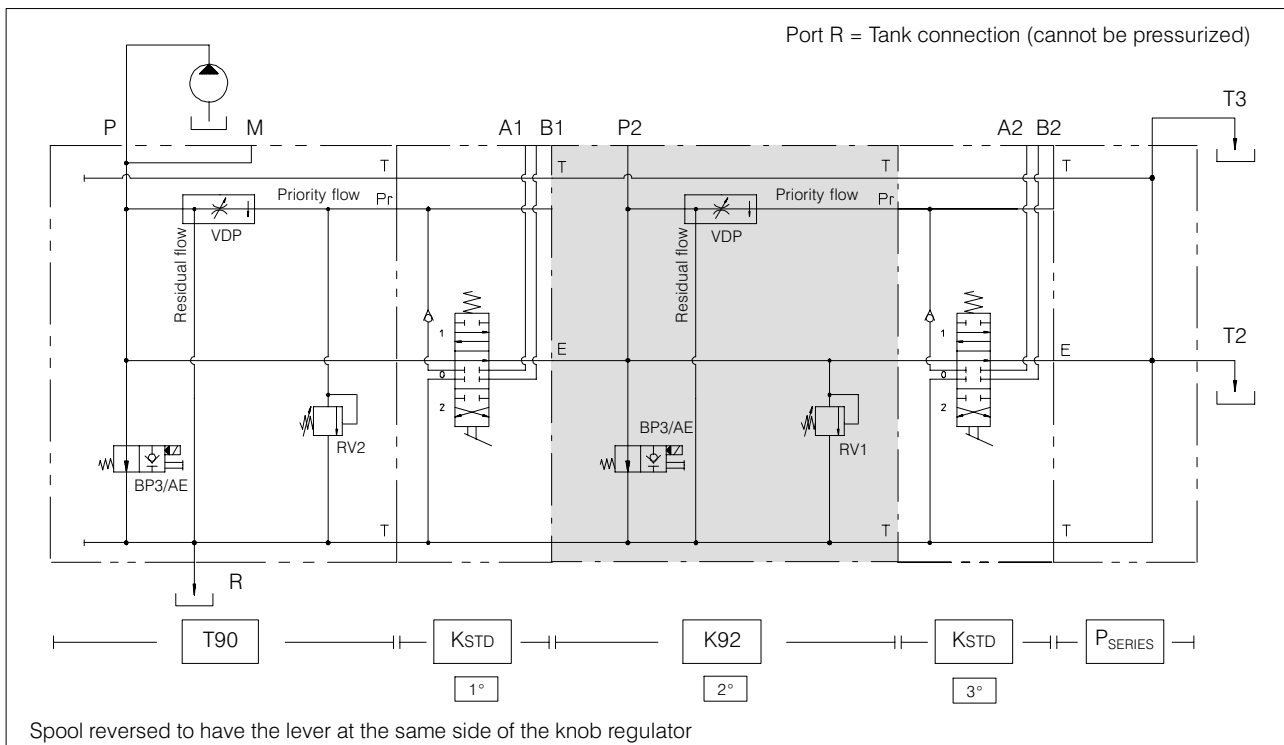 Port R = Tank connection (cannot be pressurized)
T3
P
M
A1
B1
P2
A2
B2
T
T
T
T
Priority flow
Pr
Priority flow
Pr
VDP
VDP
Residual flow
Residual flow
1
1
E
E
T2
0
0
2
2
RV2
BP3/AE
RV1
BP3/AE
T
T
T
R
T90
KSTD
K92
KSTD
PSERIES
1°
2°
3°
Spool reversed to have the lever at the same side of the knob regulator